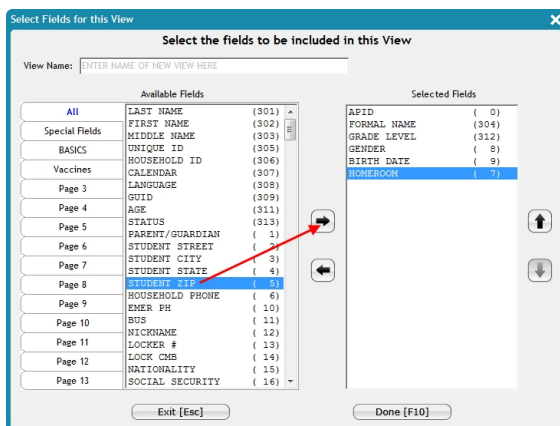 Select Fields for this View
Select the fields to be included in this View
View Name: ENTER NAME OF NEW VIEW HERE
Available Fields
All
Special Fields
BASICS
Vaccines
Page 3
Page 4
Page 5
Page 6
Page 7
Page 8
Page 9
Page 10
Page 11
Page 12
Page 13
LAST NAME (301)
FIRST NAME (302)
MIDDLE NAME (303)
UNIQUE ID (305)
HOUSEHOLD ID (306)
CALENDAR (307)
LANGUAGE (308)
GUID (309)
AGE (311)
STATUS (313)
PARENT/GUARDIAN ( 1)
STUDENT STREET ( 2)
STUDENT CITY ( 3)
STUDENT STATE ( 4)
STUDENT ZIP ( 5)
HOUSEHOLD PHONE ( 6)
EMER PH ( 10)
BUS ( 11)
NICKNAME ( 12)
LOCKER # ( 13)
LOCK CMB ( 14)
NATIONALITY ( 15)
SOCIAL SECURITY ( 16)
Selected Fields
APID ( 0)
FORMAL NAME (304)
GRADE LEVEL (312)
GENDER ( 8)
BIRTH DATE ( 9)
HOMEROOM ( 7)
Exit [Esc]
Done [F10]